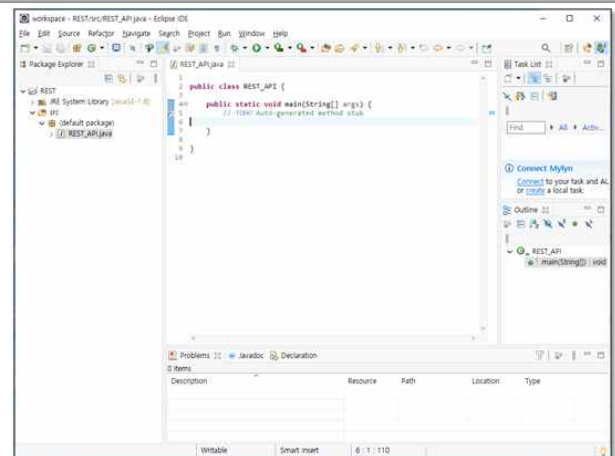 workspace - REST/src/REST_API.java - Eclipse IDE
File Edit Source Refactor Navigate Search Project Run Window Help
Package Explorer
REST
JRE System Library [JavaSE-1.8]
src
(default package)
REST_API.java
REST_API.java
1
2 public class REST_API {
3
4 public static void main(String[] args) {
5 // TODO Auto-generated method stub
6
7 }
8
9 }
10
Task List
Find All Activ...
Connect Mylyn
Connect to your task and AL
or create a local task.
Outline
REST_API
main(String[]) : void
Problems Javadoc Declaration
0 items
Description Resource Path Location Type
Writable Smart Insert 6 : 1 : 110